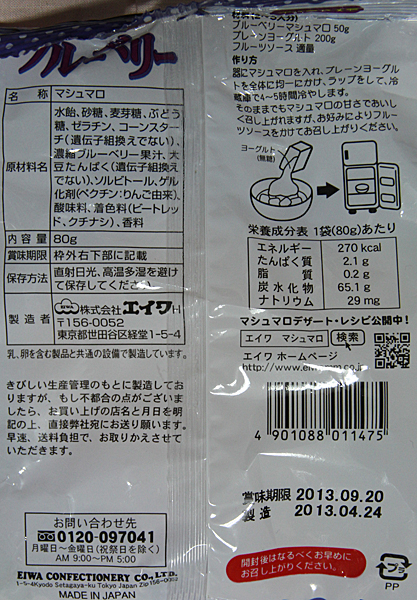 ブルーベリー
名称 マシュマロ
原材料名
水飴、砂糖、麦芽糖、ぶどう
糖、ゼラチン、コーンスター
チ(遺伝子組換えでない)、
濃縮ブルーベリー果汁、大
豆たんぱく(遺伝子組換え
でない)、ソルビトール、ゲル
化剤(ペクチン:りんご由来)、
酸味料、着色料(ビートレッ
ド、クチナシ)、香料
内容量 80g
賞味期限 枠外右下部に記載
保存方法
直射日光、高温多湿を避け
て保存してください。
製造者
株式会社エイワ H
〒156-0052
東京都世田谷区経堂1-5-4
乳、卵を含む製品と共通の設備で製造しています。
きびしい生産管理のもとに製造してお
りますが、もし不都合の点がございま
したら、お買い上げの店名と月日を明
記の上、直接弊社宛にお送り願います。
早速、送料負担で、お取りかえさせて
いただきます。
お問い合わせ先
0120-097041
月曜日〜金曜日(祝祭日を除く)
AM 9:00〜PM 5:00
EIWA CONFECTIONERY CO., LTD.
1-5-4Kyodo Setagaya-ku Tokyo Japan Zip 156-0052
MADE IN JAPAN
材料(2〜3人分)
ブルーベリーマシュマロ 50g
プレーンヨーグルト 200g
フルーツソース 適量
作り方
器にマシュマロを入れ、プレーンヨーグル
トを全体に均一にかけ、ラップをして、冷
蔵庫で4〜5時間冷やします。
そのままでもマシュマロの甘さでおいし
く召し上がれますが、お好みによりフルー
ツソースをかけてお召し上がりください。
ヨーグルト
(無糖)
栄養成分表 1袋(80g)あたり
エネルギー 270 kcal
たんぱく質 2.1 g
脂質 0.2 g
炭水化物 65.1 g
ナトリウム 29 mg
マシュマロデザート・レシピ公開中!
エイワ マシュマロ 検索
エイワ ホームページ
http://www.eiwamm.co.jp
4 901088 011475
賞味期限 2013.09.20
製造 2013.04.24
開封後はなるべくお早めに
お召し上がりください。
プラ
PP